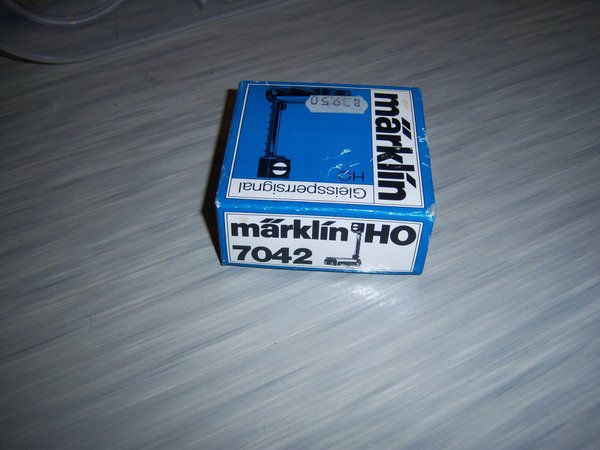 märklin
Gleissperrsignal
HO
märklin HO
7042